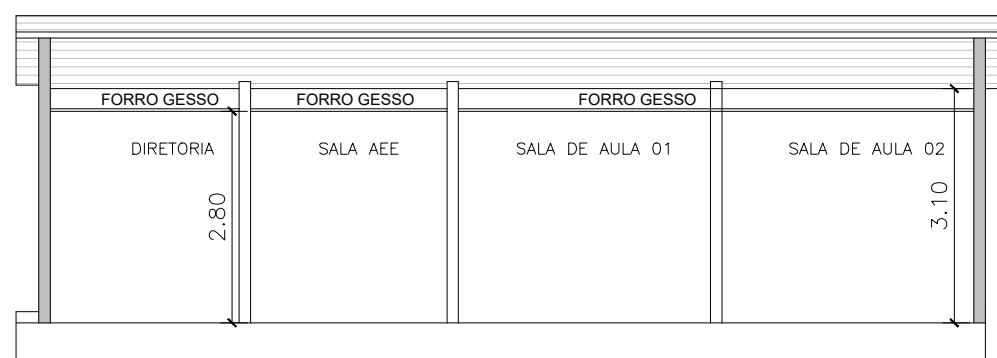 FORRO GESSO FORRO GESSO FORRO GESSO
DIRETORIA SALA AEE SALA DE AULA 01 SALA DE AULA 02
2.80 3.10